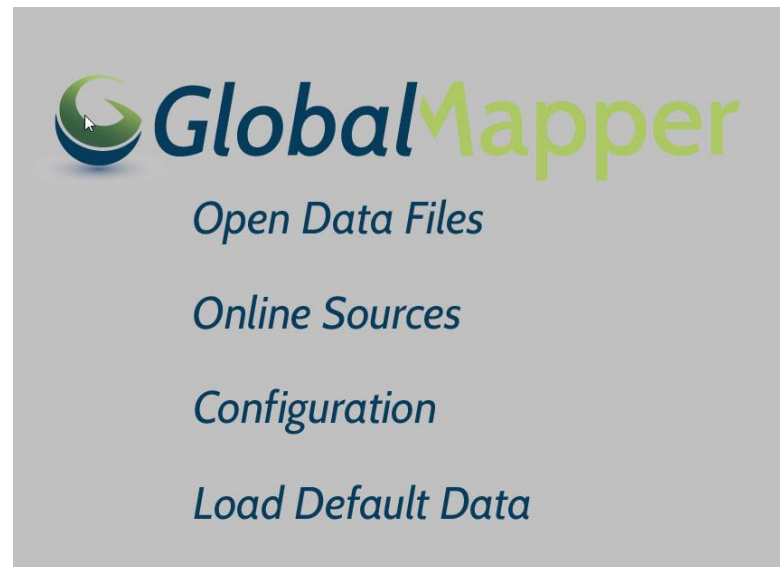 GlobalMapper
Open Data Files
Online Sources
Configuration
Load Default Data